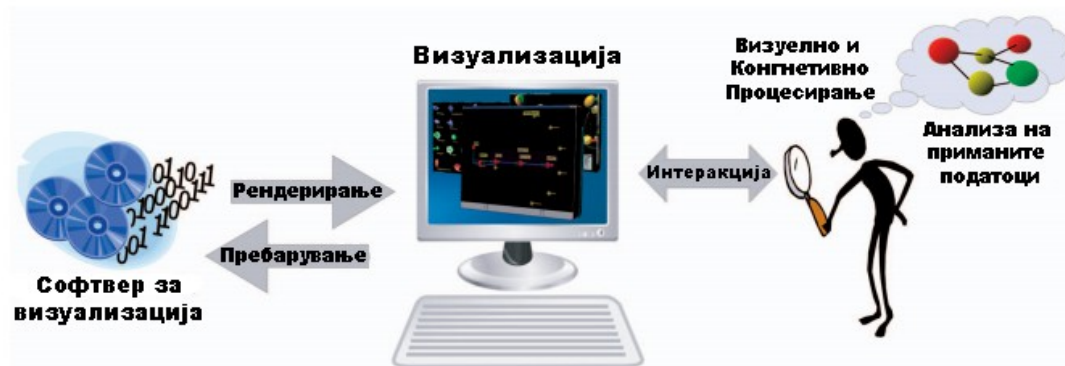 Софтвер за
визуализација
Рендерирање
Пребарување
Визуализација
Интеракција
Визуелно и
Конгнетивно
Процесирање
Анализа на
приманите
податоци